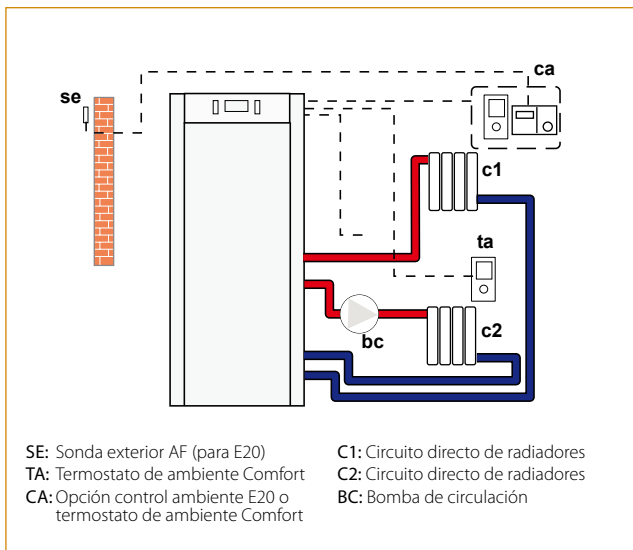 se
ca
c1
ta
bc
c2
SE: Sonda exterior AF (para E20)
TA: Termostato de ambiente Comfort
CA: Opción control ambiente E20 o
termostato de ambiente Comfort
C1: Circuito directo de radiadores
C2: Circuito directo de radiadores
BC: Bomba de circulación